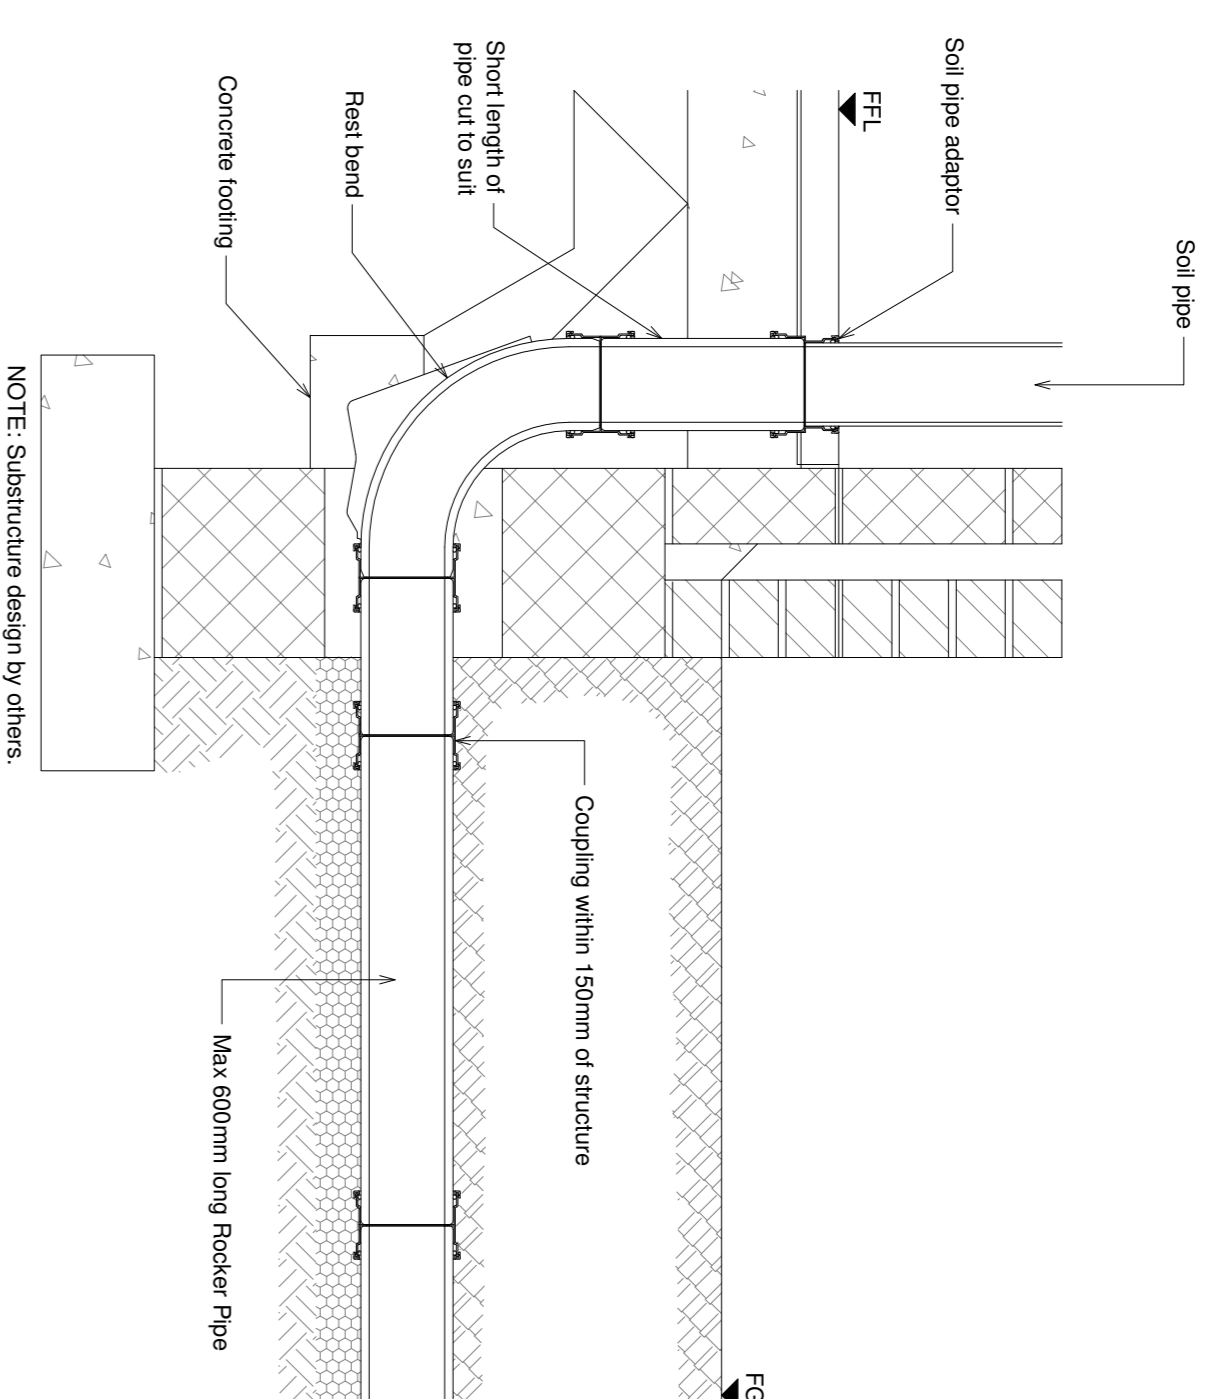 Soil pipe
Soil pipe adaptor
FFL
Short length of
pipe cut to suit
Rest bend
Concrete footing
Coupling within 150mm of structure
Max 600mm long Rocker Pipe
NOTE: Substructure design by others.